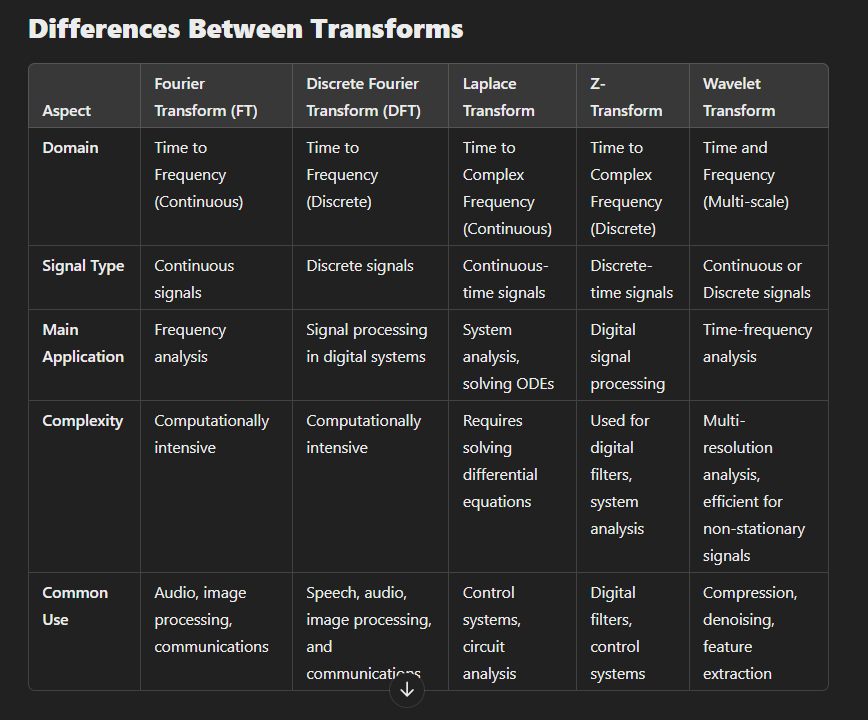 Differences Between Transforms
Aspect
Fourier
Transform (FT)
Discrete Fourier
Transform (DFT)
Laplace
Transform
Z-
Transform
Wavelet
Transform
Domain
Time to
Frequency
(Continuous)
Time to
Frequency
(Discrete)
Time to
Complex
Frequency
(Continuous)
Time to
Complex
Frequency
(Discrete)
Time and
Frequency
(Multi-scale)
Signal Type
Continuous
signals
Discrete signals
Continuous-
time signals
Discrete-
time signals
Continuous or
Discrete signals
Main
Application
Frequency
analysis
Signal processing
in digital systems
System
analysis,
solving ODEs
Digital
signal
processing
Time-frequency
analysis
Complexity
Computationally
intensive
Computationally
intensive
Requires
solving
differential
equations
Used for
digital
filters,
system
analysis
Multi-
resolution
analysis,
efficient for
non-stationary
signals
Common
Use
Audio, image
processing,
communications
Speech, audio,
image processing,
and
communications
Control
systems,
circuit
analysis
Digital
filters,
control
systems
Compression,
denoising,
feature
extraction